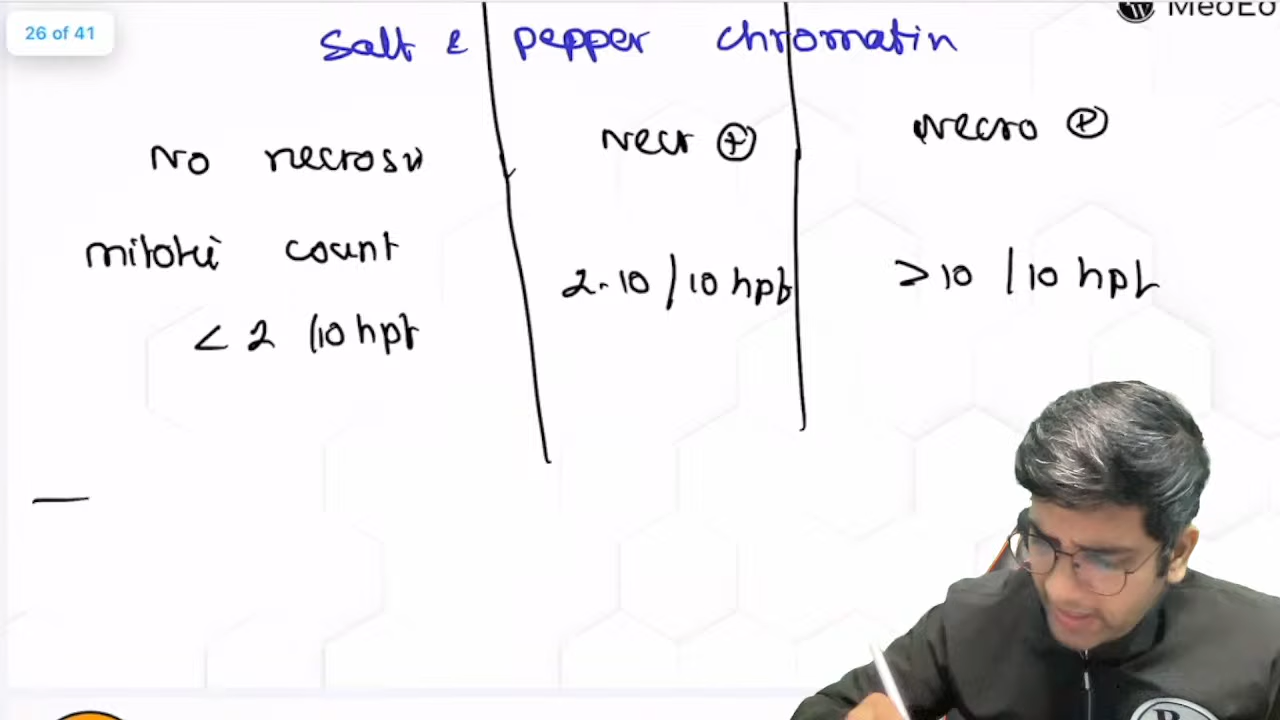 26 of 41
MedEd
Salt & pepper chromatin
No necrosis
Necr +
Necro +
mitotic count
< 2 /10 hpf
2-10 /10 hpf
>10 /10 hpf